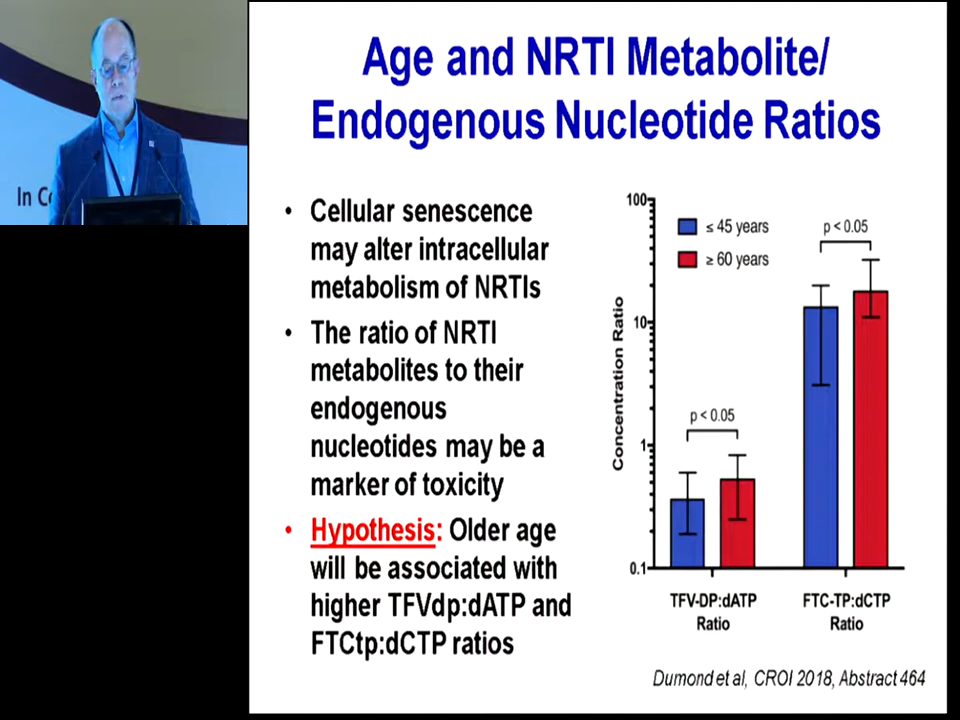 Age and NRTI Metabolite/
Endogenous Nucleotide Ratios
In
• Cellular senescence
may alter intracellular
metabolism of NRTIs
• The ratio of NRTI
metabolites to their
endogenous
nucleotides may be a
marker of toxicity
• Hypothesis: Older age
will be associated with
higher TFVdp:dATP and
FTCtp:dCTP ratios
Concentration Ratio
100
10
1
0.1
≤ 45 years
≥ 60 years
p < 0.05
p < 0.05
TFV-DP:dATP
Ratio
FTC-TP:dCTP
Ratio
Dumond et al, CROI 2018, Abstract 464